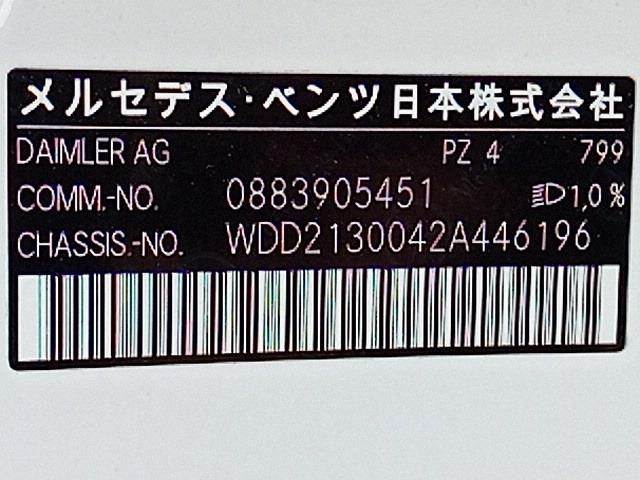 メルセデス・ベンツ日本株式会社
DAIMLER AG PZ 4 799
COMM.-NO. 0883905451 1,0 %
CHASSIS.-NO. WDD2130042A446196